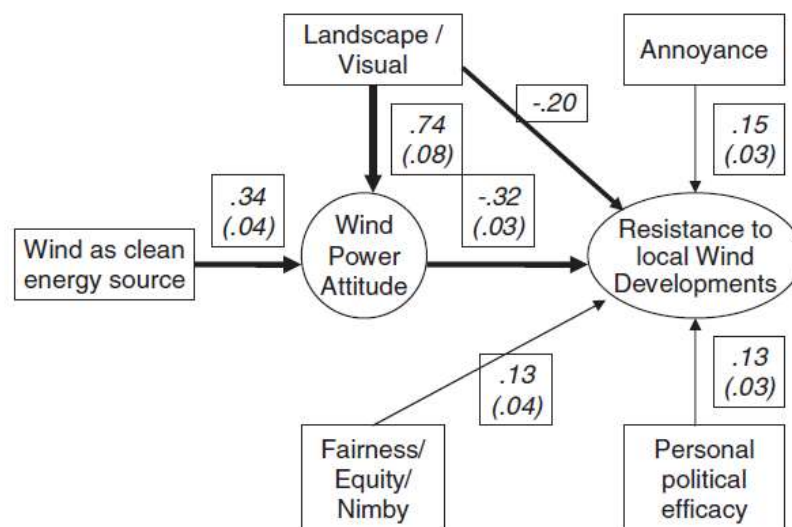 Landscape /
Visual
Annoyance
-.20
.74
(.08)
.15
(.03)
.34
(.04)
-.32
(.03)
Wind as clean
energy source
Wind
Power
Attitude
Resistance to
local Wind
Developments
.13
(.04)
.13
(.03)
Fairness/
Equity/
Nimby
Personal
political
efficacy